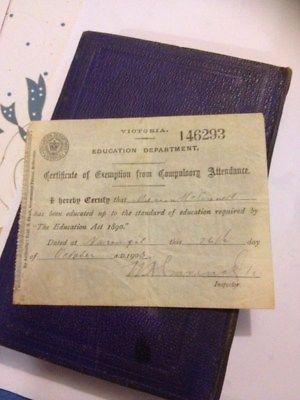 VICTORIA.
146293
EDUCATION DEPARTMENT.
Certificate of Exemption from Compulsory Attendance.
I hereby Certify that
has been educated up to the standard of education required by
"The Education Act 1890."
Dated at this 26th day
of October A.D. 190
Inspector.